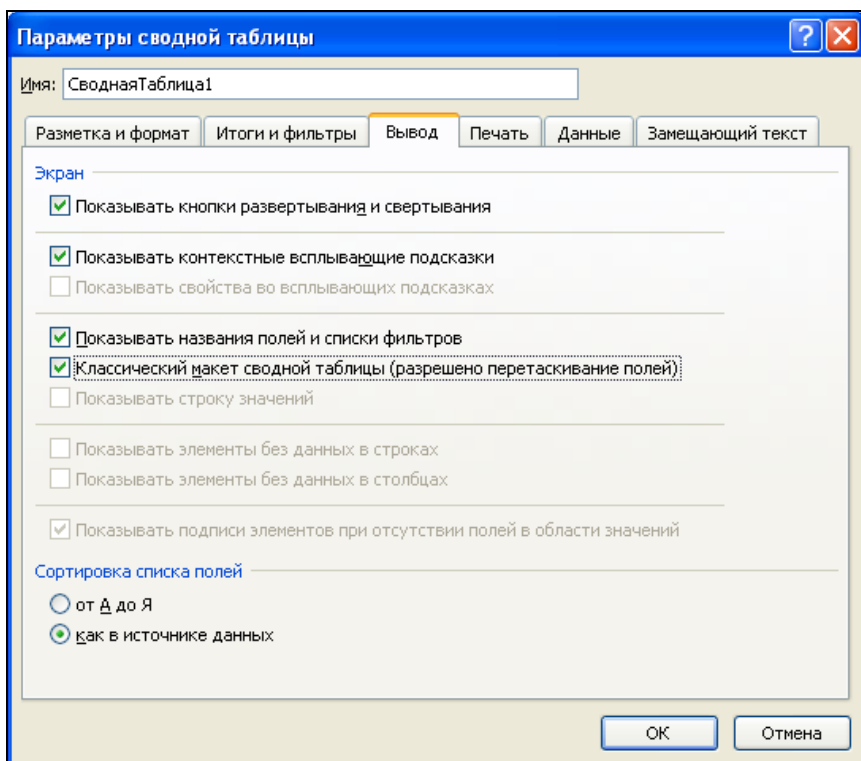 Параметры сводной таблицы
Имя: СводнаяТаблица1
Разметка и формат Итоги и фильтры Вывод Печать Данные Замещающий текст
Экран
Показывать кнопки развертывания и свертывания
Показывать контекстные всплывающие подсказки
Показывать свойства во всплывающих подсказках
Показывать названия полей и списки фильтров
Классический макет сводной таблицы (разрешено перетаскивание полей)
Показывать строку значений
Показывать элементы без данных в строках
Показывать элементы без данных в столбцах
Показывать подписи элементов при отсутствии полей в области значений
Сортировка списка полей
от А до Я
как в источнике данных
ОК Отмена